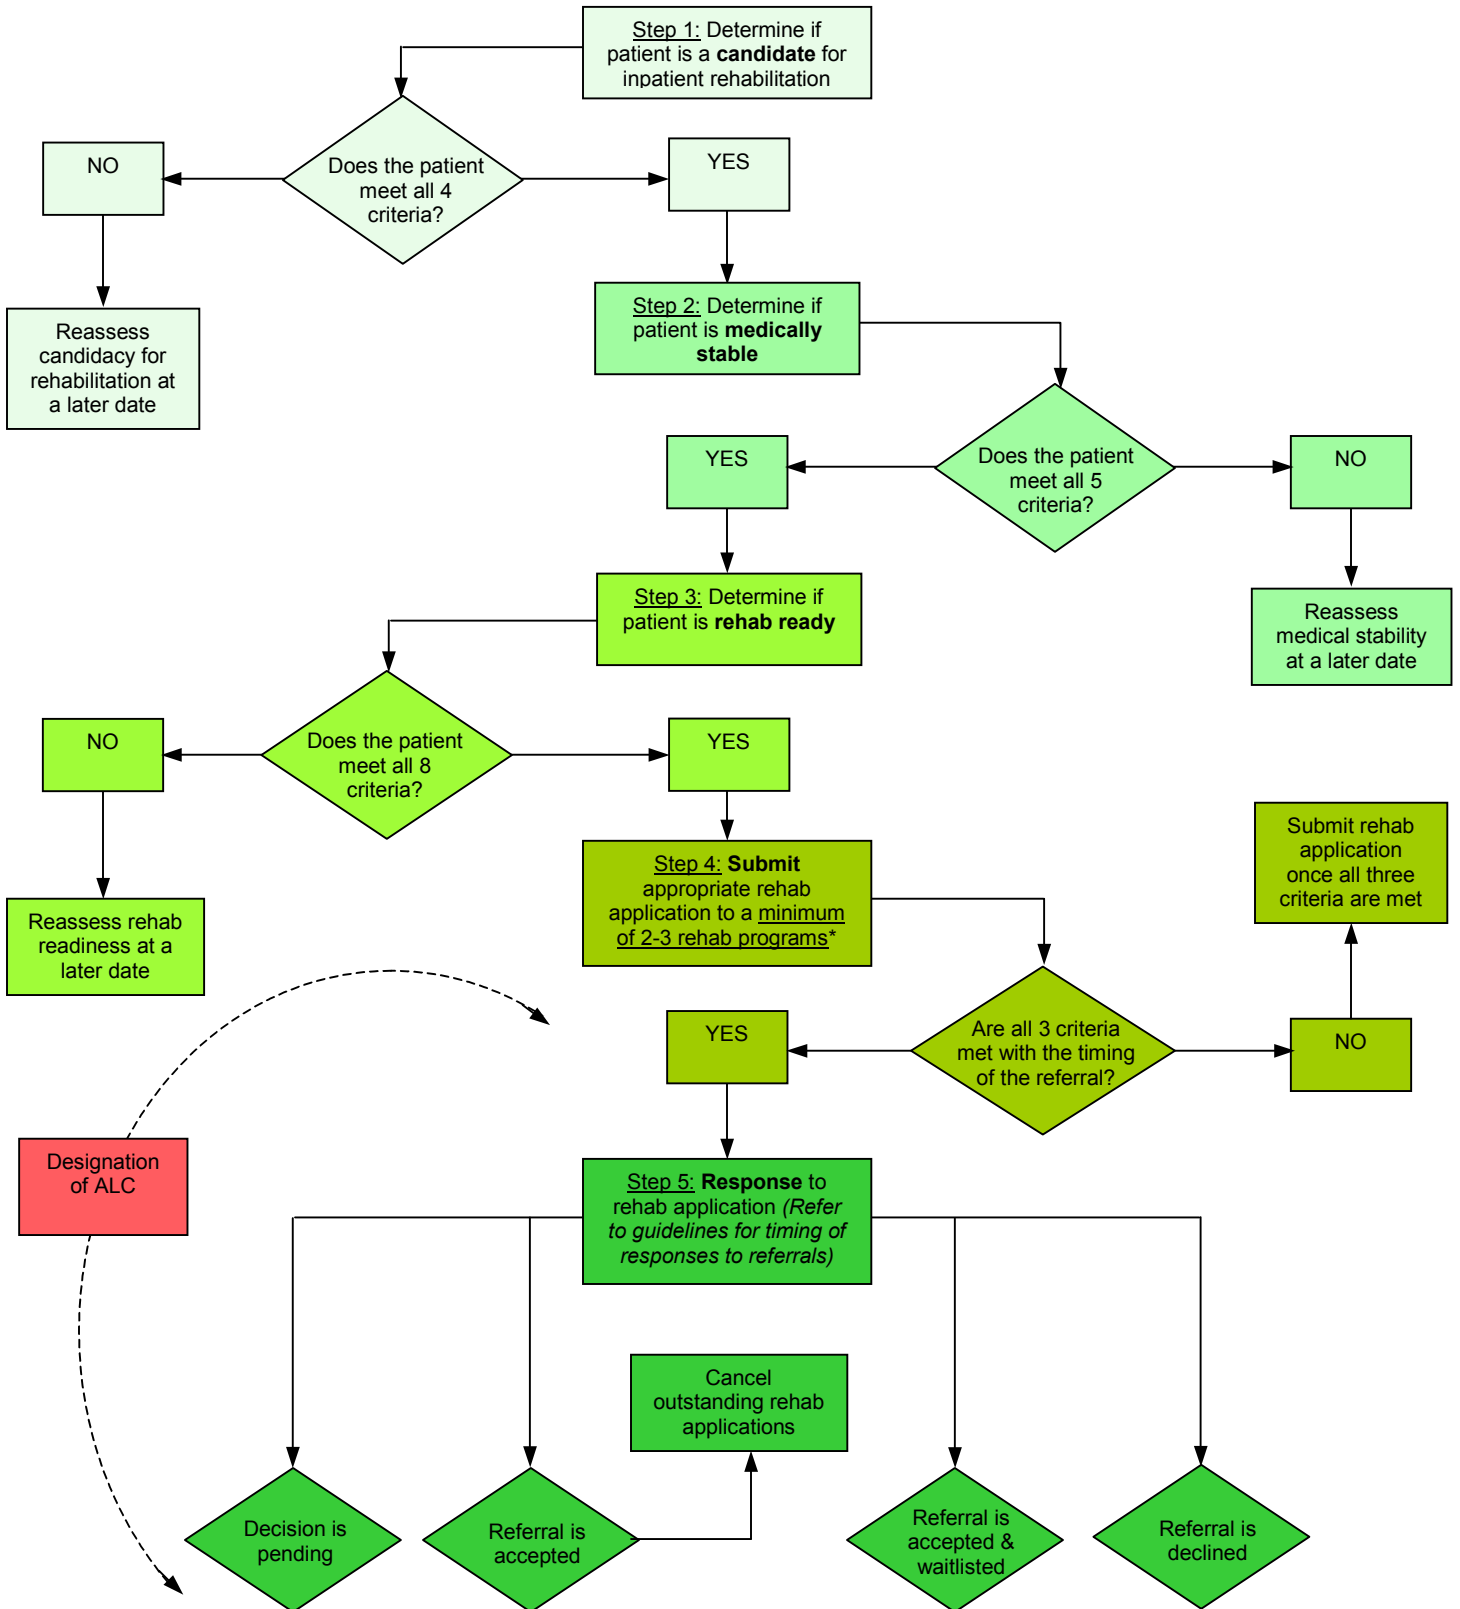 Step 1: Determine if
patient is a candidate for
inpatient rehabilitation
Does the patient
meet all 4
criteria?
NO
YES
Reassess
candidacy for
rehabilitation at
a later date
Step 2: Determine if
patient is medically
stable
Does the patient
meet all 5
criteria?
YES
NO
Reassess
medical stability
at a later date
Step 3: Determine if
patient is rehab ready
Does the patient
meet all 8
criteria?
NO
YES
Reassess rehab
readiness at a
later date
Step 4: Submit
appropriate rehab
application to a minimum
of 2-3 rehab programs*
Submit rehab
application
once all three
criteria are met
Are all 3 criteria
met with the timing
of the referral?
YES
NO
Designation
of ALC
Step 5: Response to
rehab application (Refer
to guidelines for timing of
responses to referrals)
Cancel
outstanding rehab
applications
Decision is
pending
Referral is
accepted
Referral is
accepted &
waitlisted
Referral is
declined